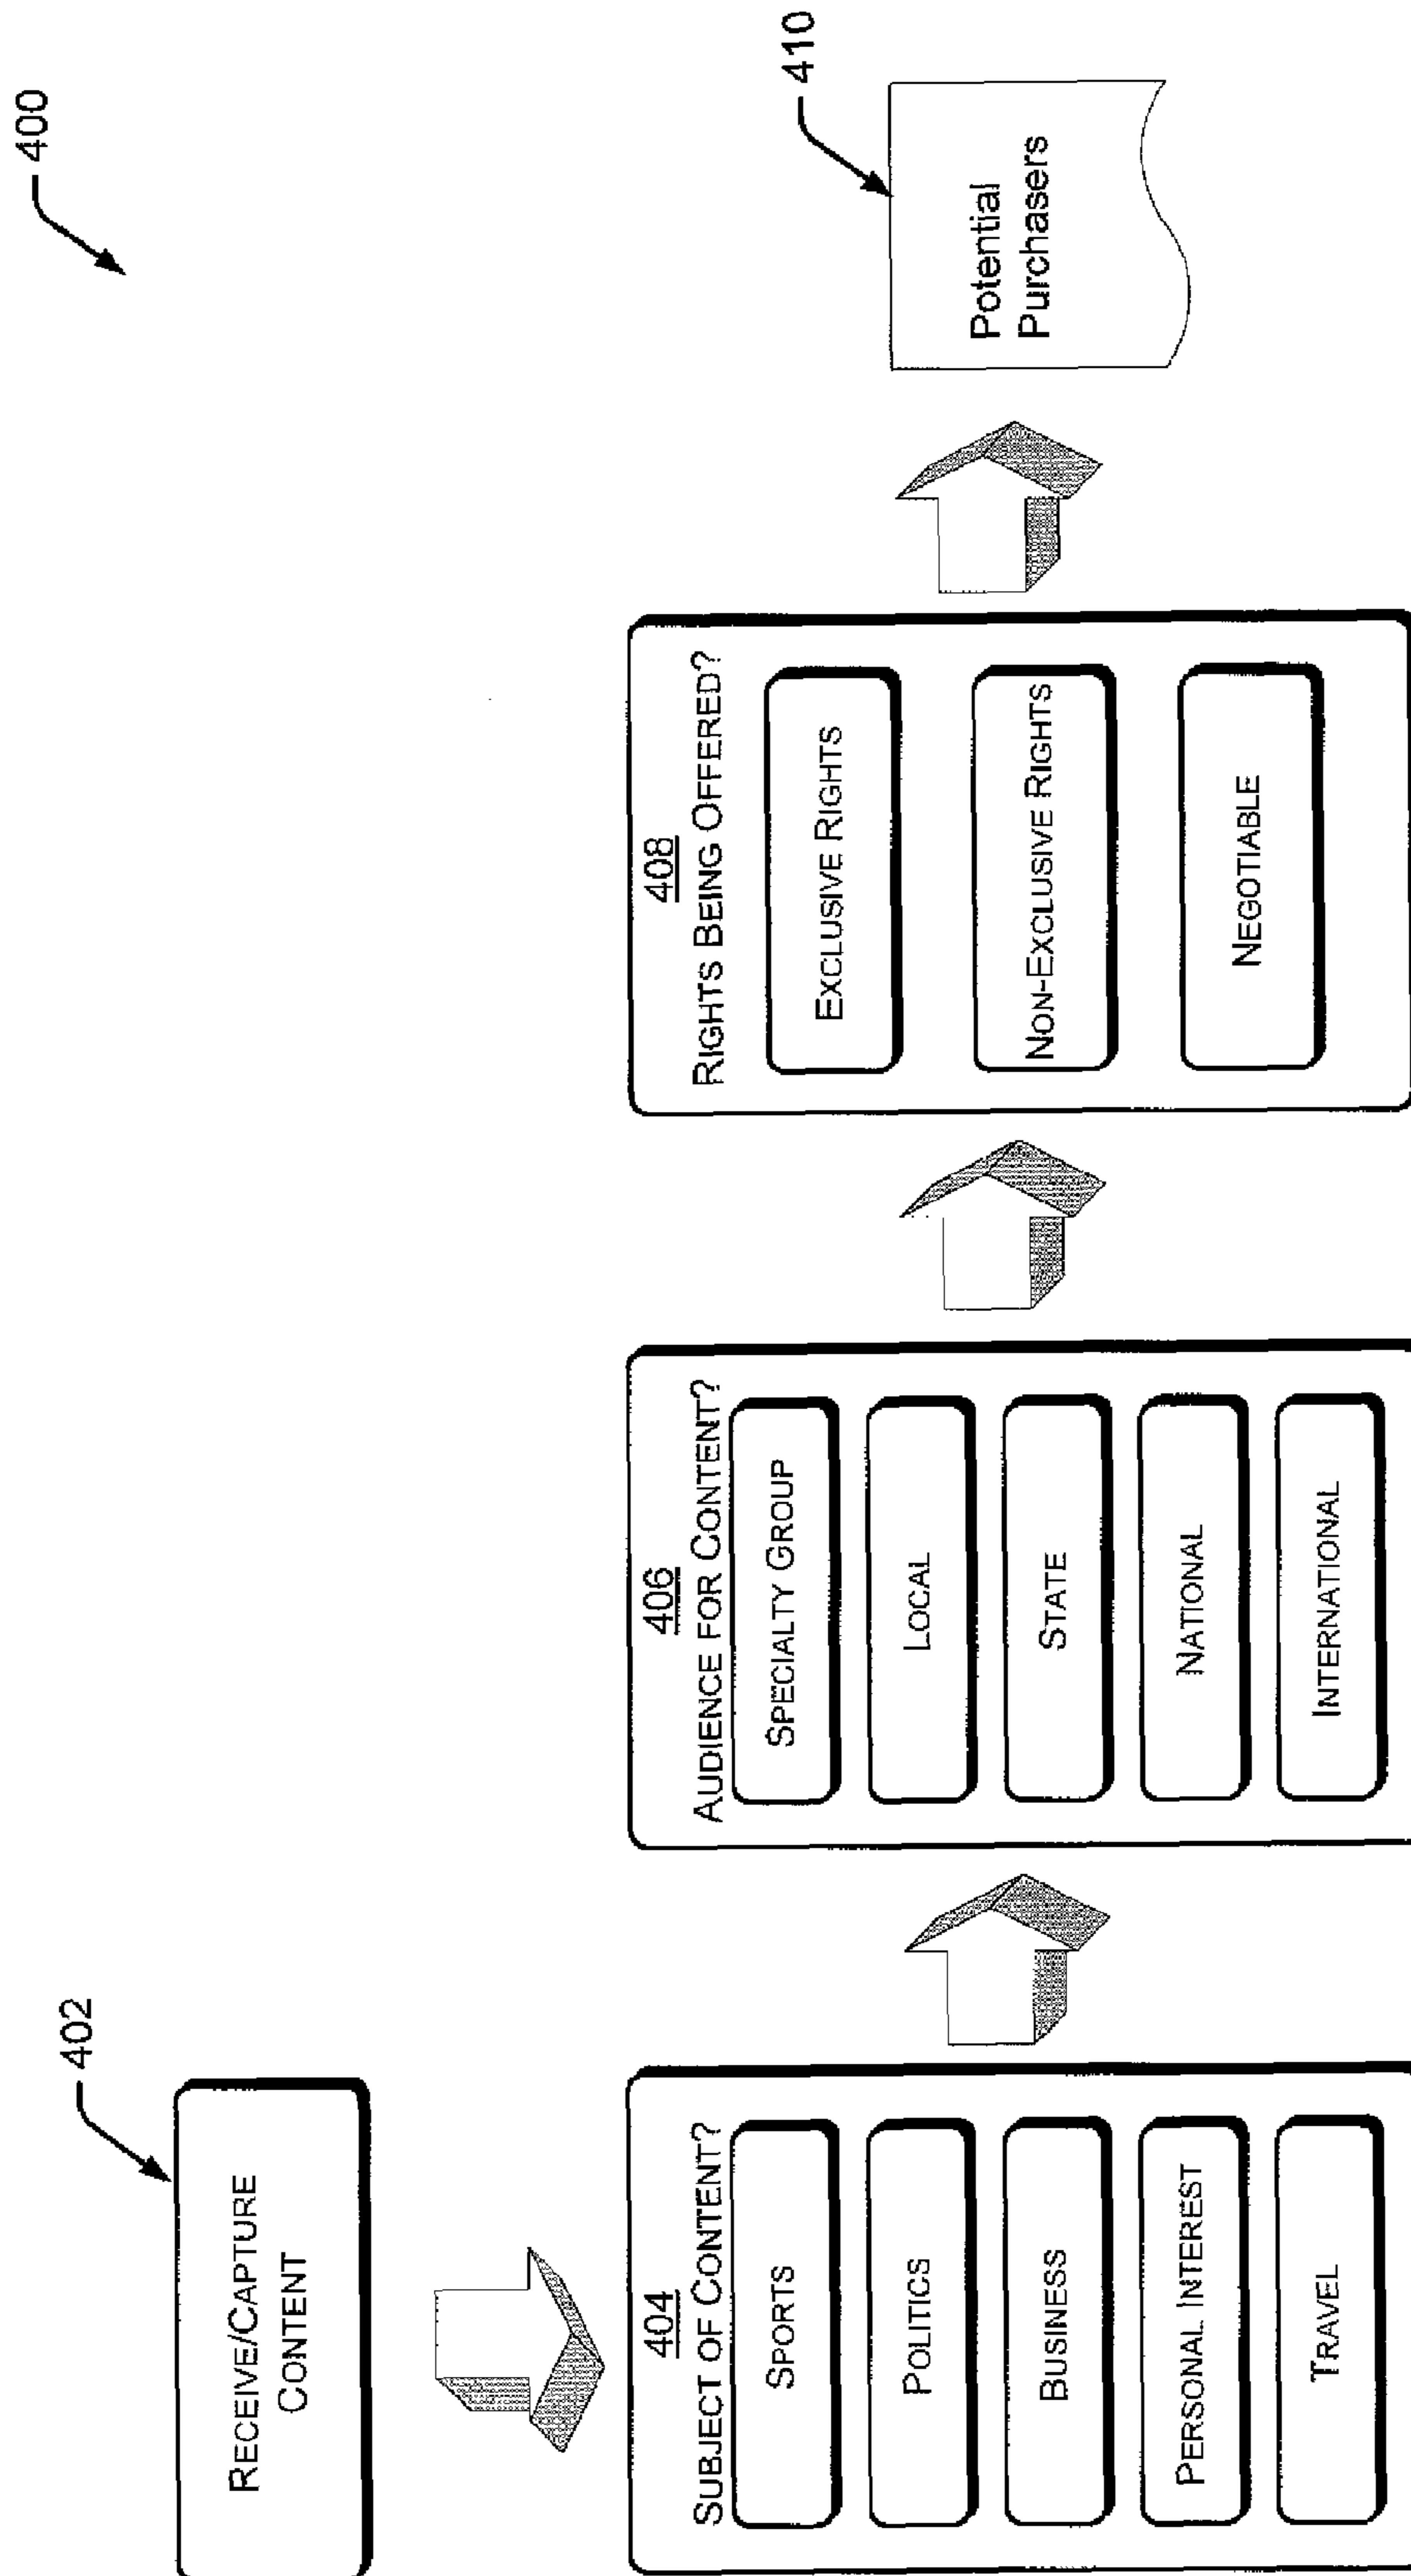 400
402
RECEIVE/CAPTURE
CONTENT
404
SUBJECT OF CONTENT?
SPORTS
POLITICS
BUSINESS
PERSONAL INTEREST
TRAVEL
406
AUDIENCE FOR CONTENT?
SPECIALTY GROUP
LOCAL
STATE
NATIONAL
INTERNATIONAL
408
RIGHTS BEING OFFERED?
EXCLUSIVE RIGHTS
NON-EXCLUSIVE RIGHTS
NEGOTIABLE
410
Potential
Purchasers